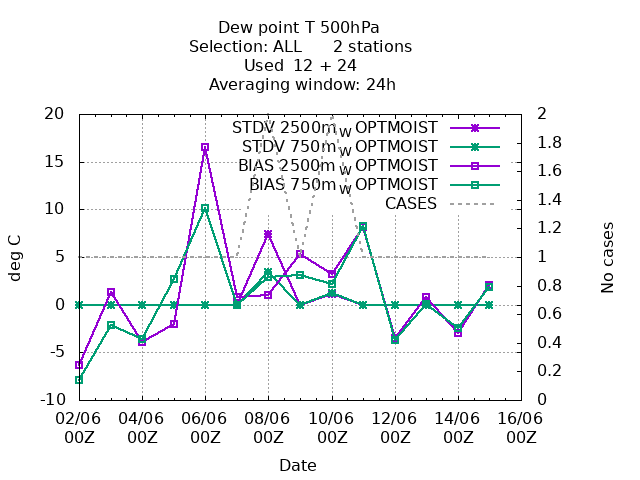 Dew point T 500hPa
Selection: ALL      2 stations
Used  12 + 24
Averaging window: 24h
20
15
10
5
0
-5
-10
deg C
STDV 2500m W OPTMOIST
STDV 750m W OPTMOIST
BIAS 2500m W OPTMOIST
BIAS 750m W OPTMOIST
CASES
2
1.8
1.6
1.4
1.2
1
0.8
0.6
0.4
0.2
0
No cases
02/06 04/06 06/06 08/06 10/06 12/06 14/06 16/06
00Z 00Z 00Z 00Z 00Z 00Z 00Z 00Z
Date